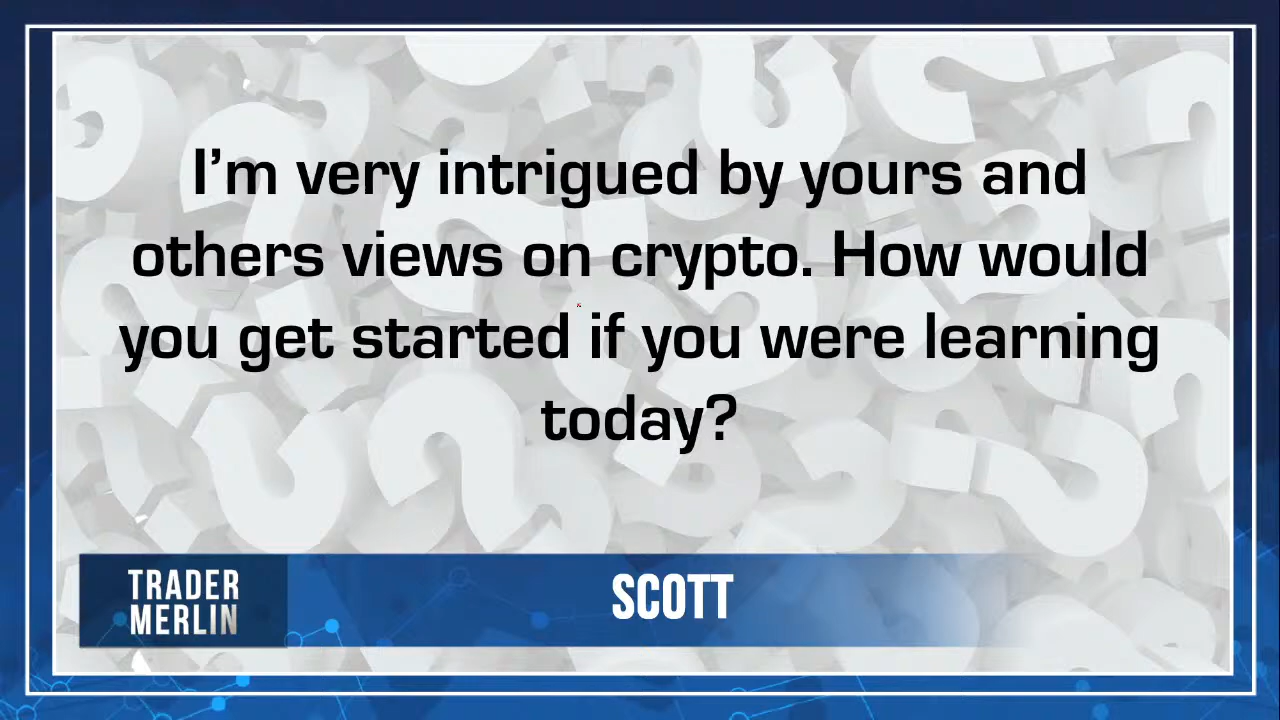 I'm very intrigued by yours and
others views on crypto. How would
you get started if you were learning
today?
TRADER
MERLIN
SCOTT